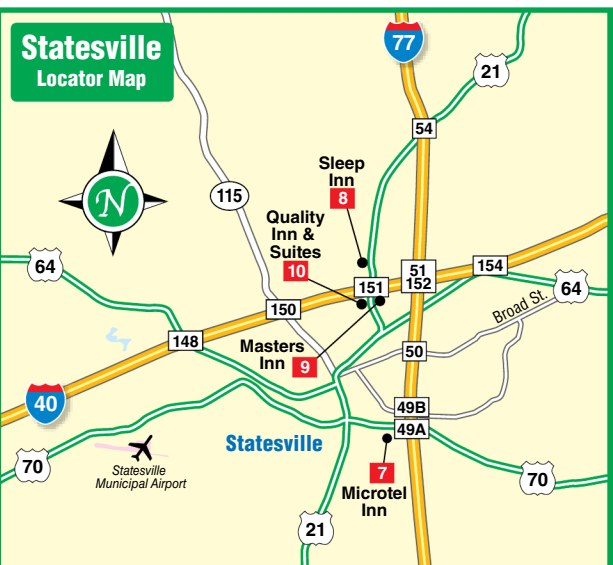 Statesville
Locator Map
77
21
54
Sleep
Inn
8
115
N
Quality
Inn &
Suites
10
64
51
152
154
151
64
150
Broad St.
148
Masters
Inn
9
50
40
49B
49A
Statesville
70
Statesville
Municipal Airport
7
Microtel
Inn
70
21